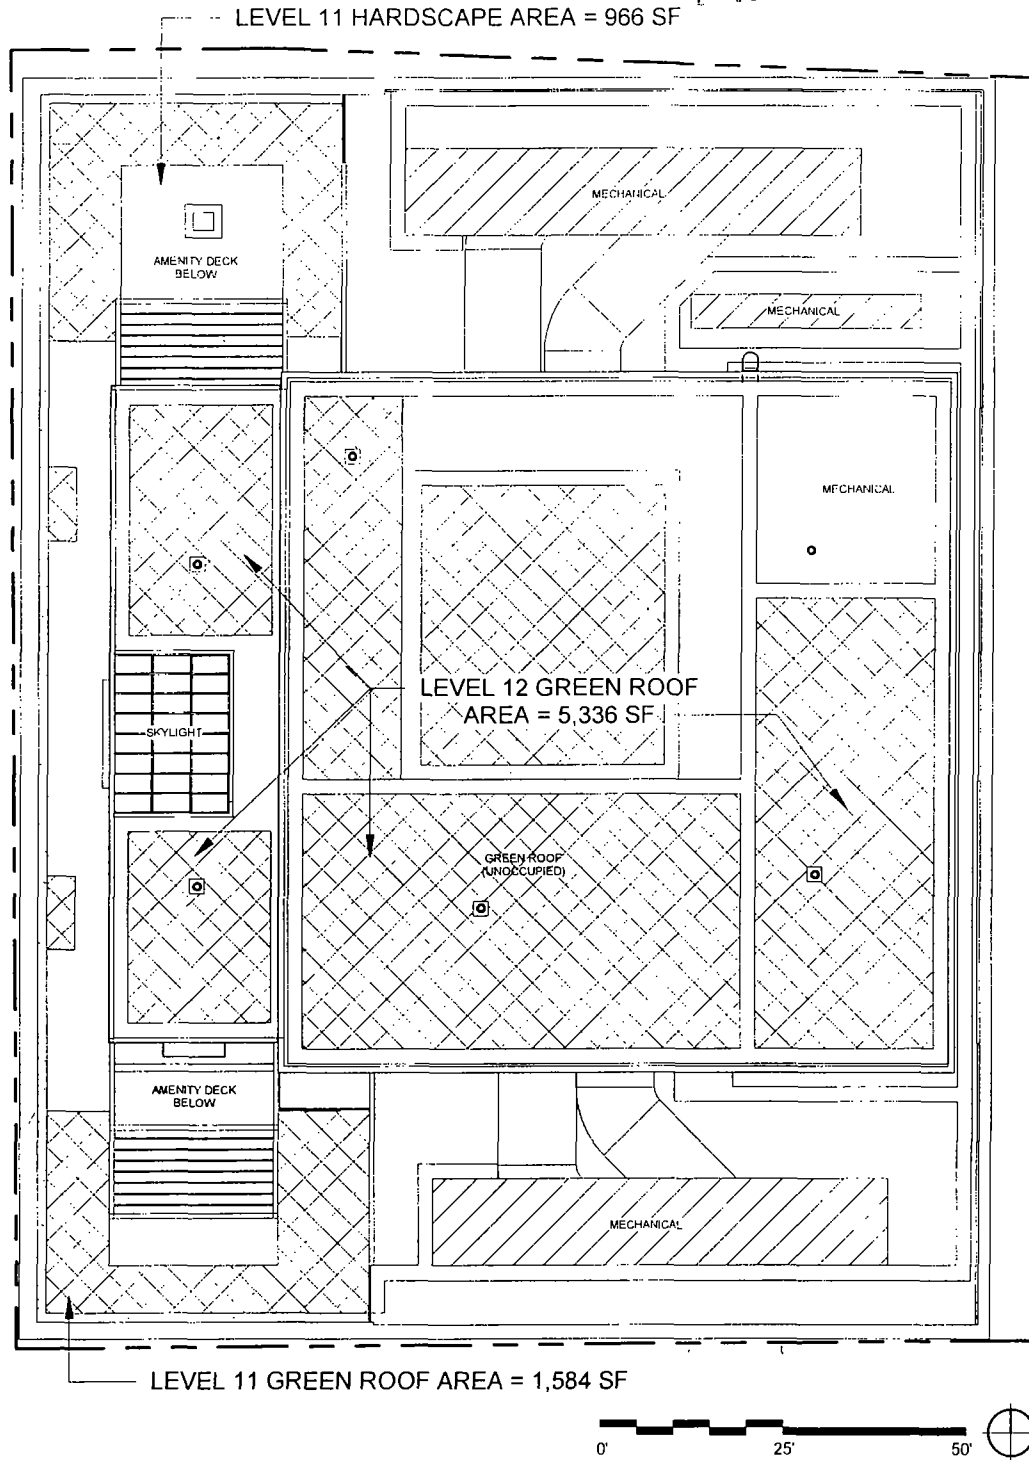 LEVEL 11 HARDSCAPE AREA = 966 SF
MECHANICAL
AMENITY DECK
BELOW
MECHANICAL
MECHANICAL
LEVEL 12 GREEN ROOF
AREA = 5,336 SF
SKYLIGHT
GREEN ROOF
(UNOCCUPIED)
AMENITY DECK
BELOW
MECHANICAL
LEVEL 11 GREEN ROOF AREA = 1,584 SF
0' 25' 50'